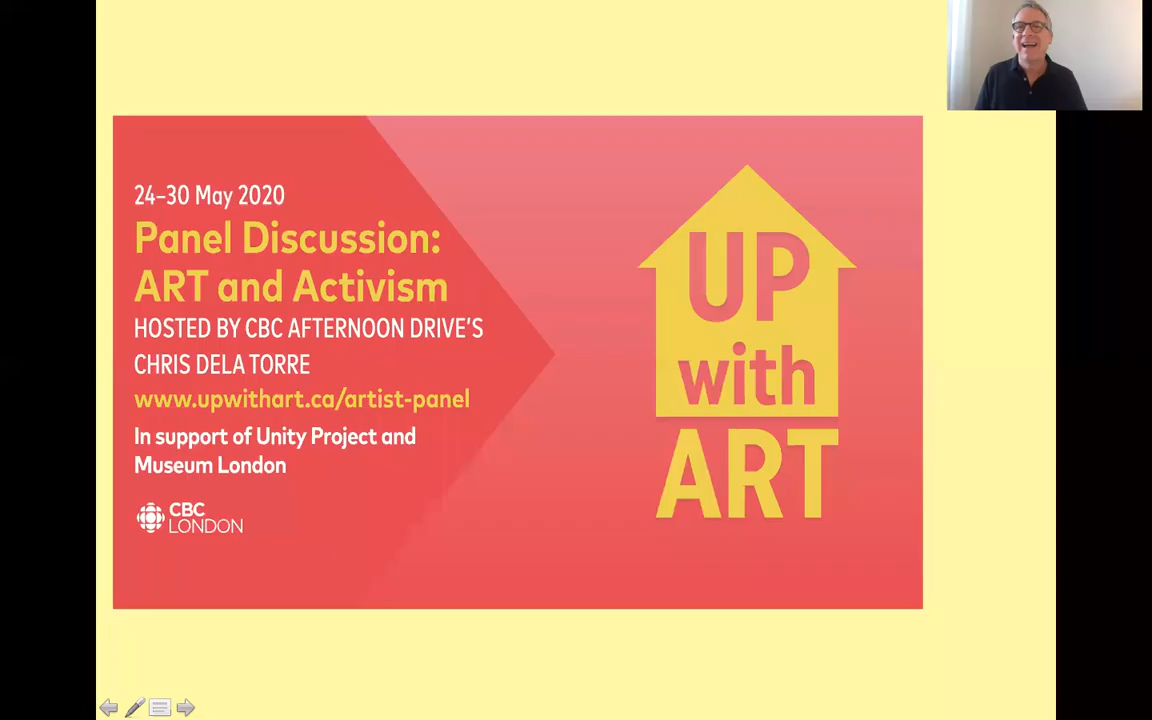 24–30 May 2020
Panel Discussion:
ART and Activism
HOSTED BY CBC AFTERNOON DRIVE'S
CHRIS DELA TORRE
www.upwithart.ca/artist-panel
In support of Unity Project and
Museum London
CBC
LONDON
UP
with
ART